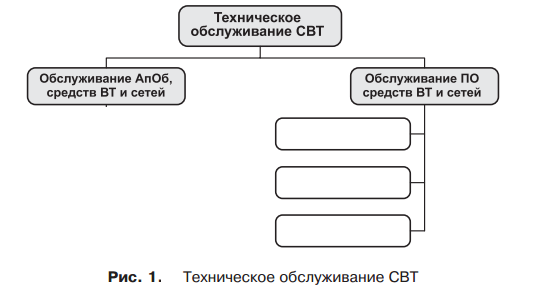 Техническое
обслуживание СВТ
Обслуживание АпОб,
средств ВТ и сетей
Обслуживание ПО
средств ВТ и сетей
Рис. 1. Техническое обслуживание СВТ